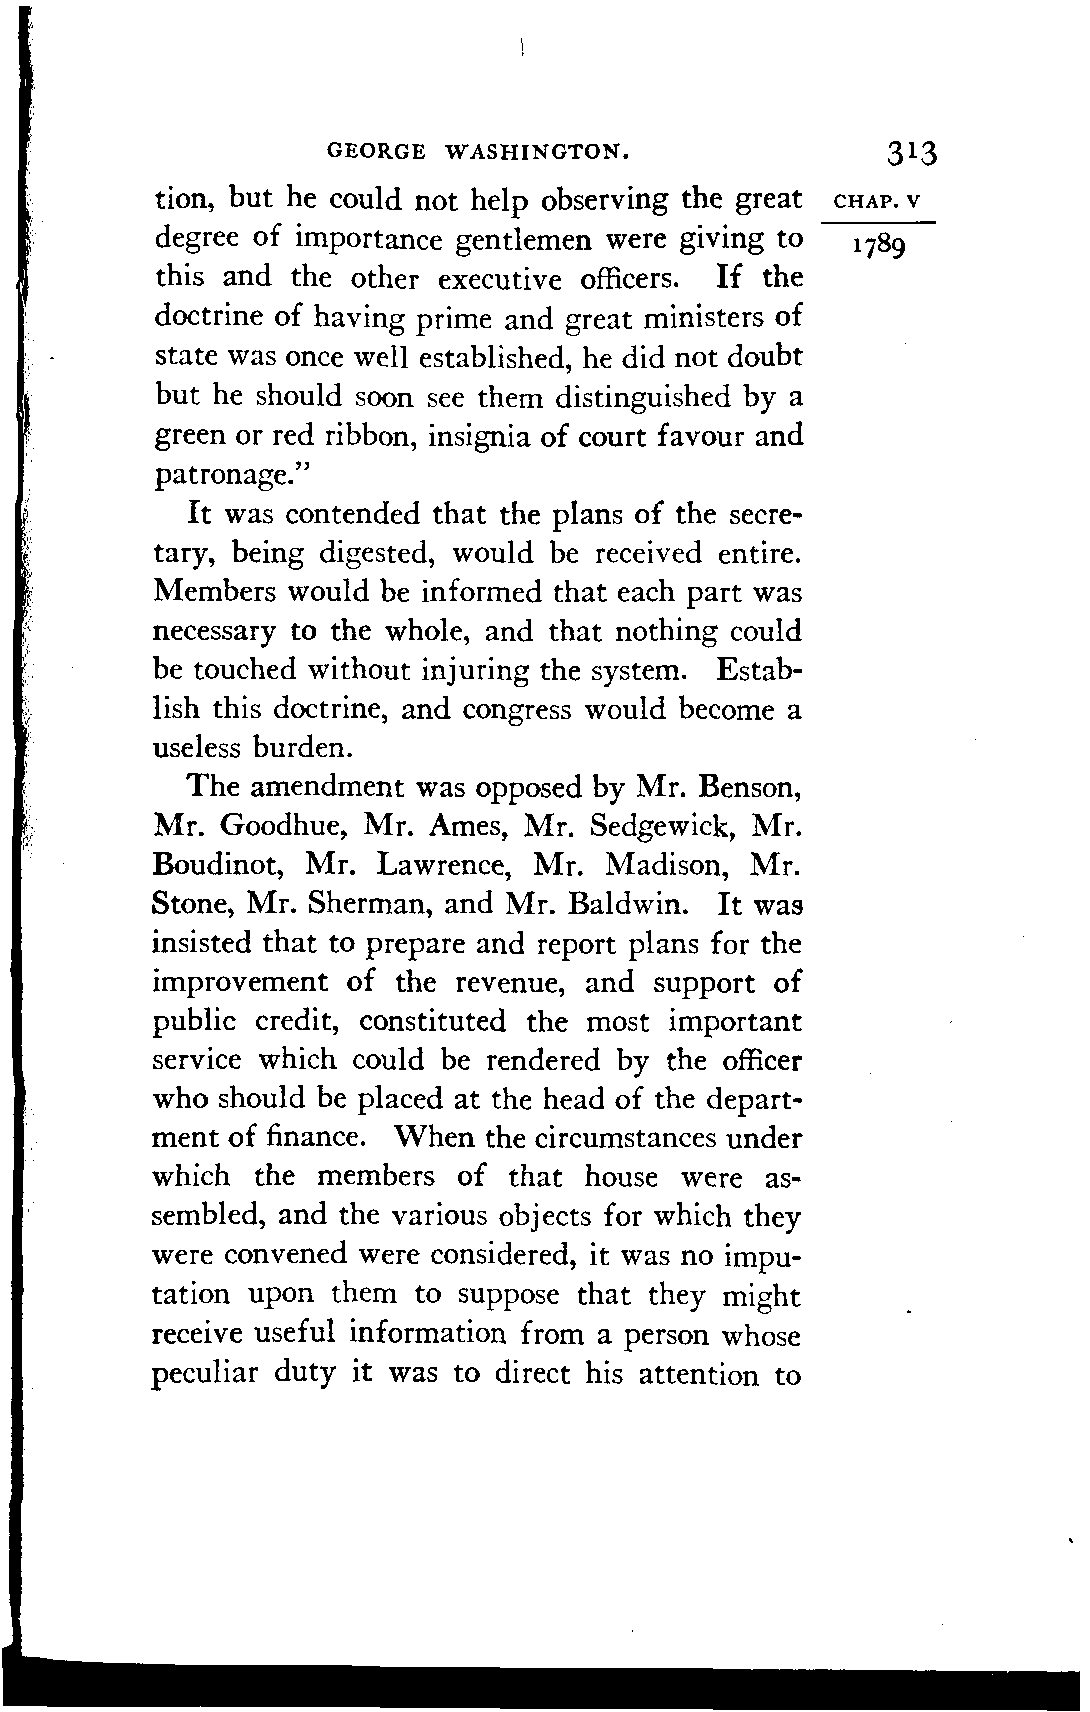 GEORGE WASHINGTON. 313
CHAP. V
1789
tion, but he could not help observing the great
degree of importance gentlemen were giving to
this and the other executive officers. If the
doctrine of having prime and great ministers of
state was once well established, he did not doubt
but he should soon see them distinguished by a
green or red ribbon, insignia of court favour and
patronage.”
It was contended that the plans of the secre-
tary, being digested, would be received entire.
Members would be informed that each part was
necessary to the whole, and that nothing could
be touched without injuring the system. Estab-
lish this doctrine, and congress would become a
useless burden.
The amendment was opposed by Mr. Benson,
Mr. Goodhue, Mr. Ames, Mr. Sedgewick, Mr.
Boudinot, Mr. Lawrence, Mr. Madison, Mr.
Stone, Mr. Sherman, and Mr. Baldwin. It was
insisted that to prepare and report plans for the
improvement of the revenue, and support of
public credit, constituted the most important
service which could be rendered by the officer
who should be placed at the head of the depart-
ment of finance. When the circumstances under
which the members of that house were as-
sembled, and the various objects for which they
were convened were considered, it was no impu-
tation upon them to suppose that they might
receive useful information from a person whose
peculiar duty it was to direct his attention to